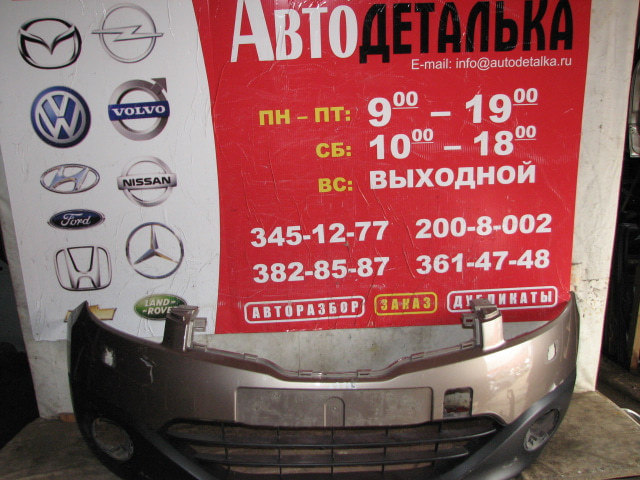 АВТОДЕТАЛЬКА
E-mail: info@autodetalka.ru
ПН – ПТ: 9⁰⁰ – 19⁰⁰
СБ: 10⁰⁰ – 18⁰⁰
ВС: ВЫХОДНОЙ
345-12-77 200-8-002
382-85-87 361-47-48
АВТОРАЗБОР ЗАКАЗ ДУБЛИКАТЫ
VOLVO
NISSAN
Ford
LAND-
ROVER